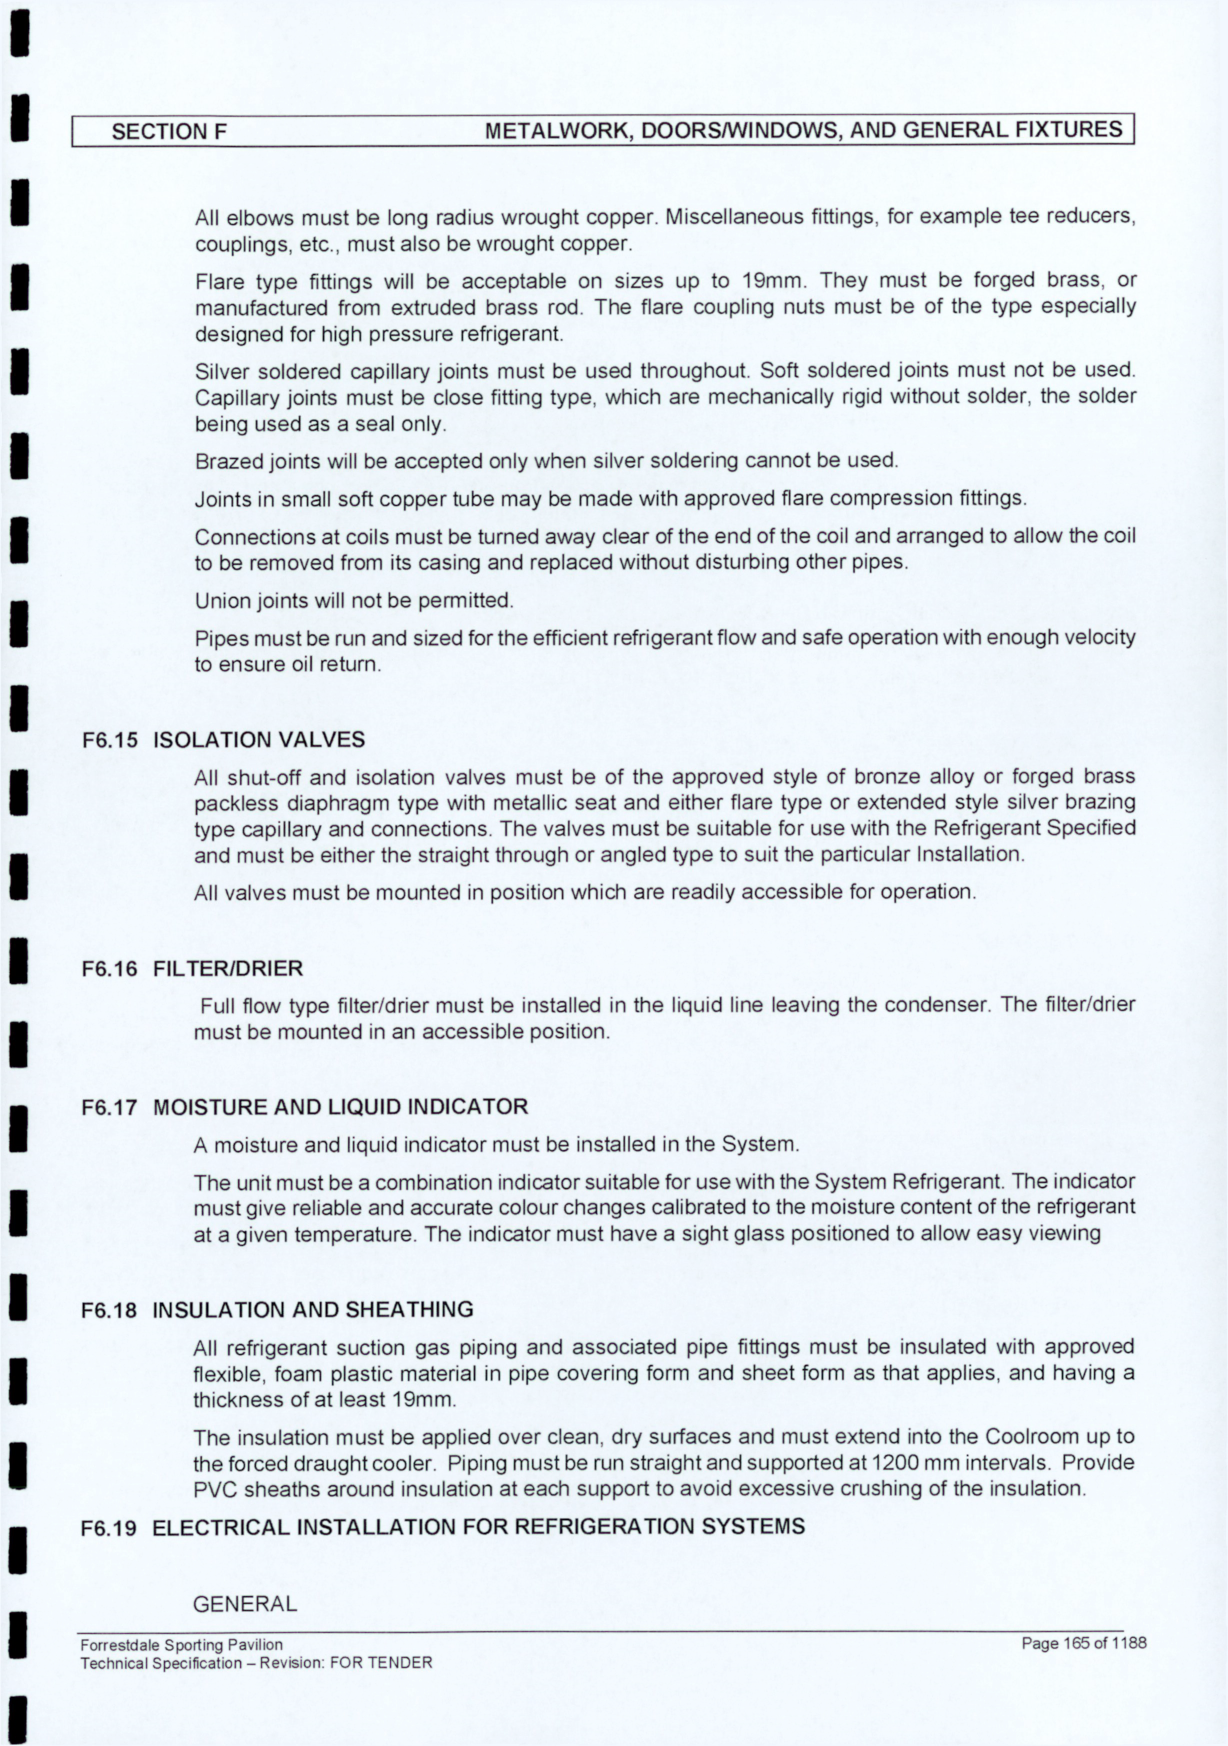 SECTION F METALWORK, DOORS/WINDOWS, AND GENERAL FIXTURES
All elbows must be long radius wrought copper. Miscellaneous fittings, for example tee reducers,
couplings, etc., must also be wrought copper.
Flare type fittings will be acceptable on sizes up to 19mm. They must be forged brass, or
manufactured from extruded brass rod. The flare coupling nuts must be of the type especially
designed for high pressure refrigerant.
Silver soldered capillary joints must be used throughout. Soft soldered joints must not be used.
Capillary joints must be close fitting type, which are mechanically rigid without solder, the solder
being used as a seal only.
Brazed joints will be accepted only when silver soldering cannot be used.
Joints in small soft copper tube may be made with approved flare compression fittings.
Connections at coils must be turned away clear of the end of the coil and arranged to allow the coil
to be removed from its casing and replaced without disturbing other pipes.
Union joints will not be permitted.
Pipes must be run and sized for the efficient refrigerant flow and safe operation with enough velocity
to ensure oil return.
F6.15 ISOLATION VALVES
All shut-off and isolation valves must be of the approved style of bronze alloy or forged brass
packless diaphragm type with metallic seat and either flare type or extended style silver brazing
type capillary and connections. The valves must be suitable for use with the Refrigerant Specified
and must be either the straight through or angled type to suit the particular Installation.
All valves must be mounted in position which are readily accessible for operation.
F6.16 FILTER/DRIER
Full flow type filter/drier must be installed in the liquid line leaving the condenser. The filter/drier
must be mounted in an accessible position.
F6.17 MOISTURE AND LIQUID INDICATOR
A moisture and liquid indicator must be installed in the System.
The unit must be a combination indicator suitable for use with the System Refrigerant. The indicator
must give reliable and accurate colour changes calibrated to the moisture content of the refrigerant
at a given temperature. The indicator must have a sight glass positioned to allow easy viewing
F6.18 INSULATION AND SHEATHING
All refrigerant suction gas piping and associated pipe fittings must be insulated with approved
flexible, foam plastic material in pipe covering form and sheet form as that applies, and having a
thickness of at least 19mm.
The insulation must be applied over clean, dry surfaces and must extend into the Coolroom up to
the forced draught cooler. Piping must be run straight and supported at 1200 mm intervals. Provide
PVC sheaths around insulation at each support to avoid excessive crushing of the insulation.
F6.19 ELECTRICAL INSTALLATION FOR REFRIGERATION SYSTEMS
GENERAL
Forrestdale Sporting Pavilion Page 165 of 1188
Technical Specification – Revision: FOR TENDER